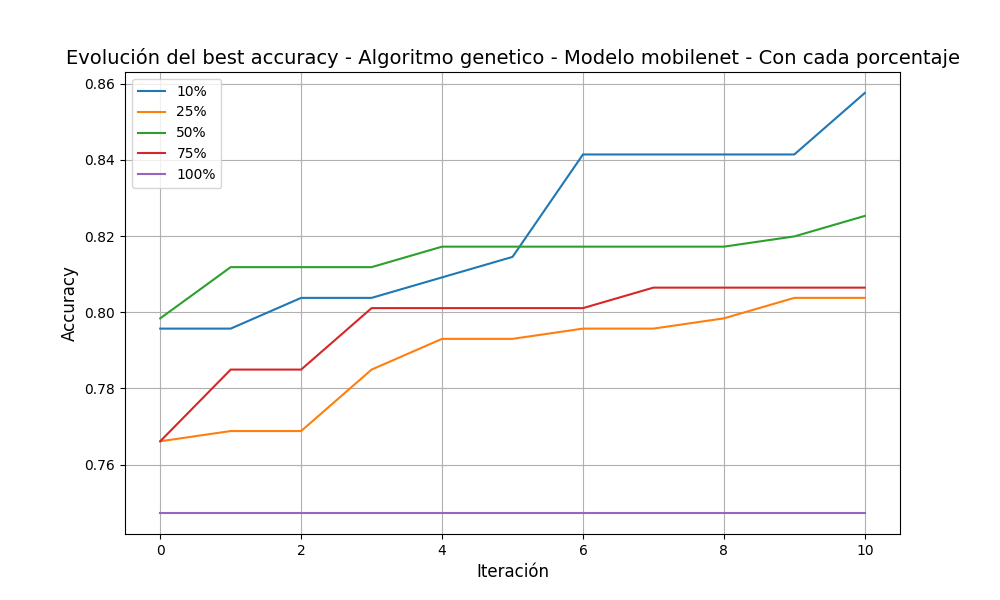 Evolución del best accuracy - Algoritmo genetico - Modelo mobilenet - Con cada porcentaje
10%
25%
50%
75%
100%
0.86
0.84
0.82
0.80
0.78
0.76
Accuracy
0 2 4 6 8 10
Iteración